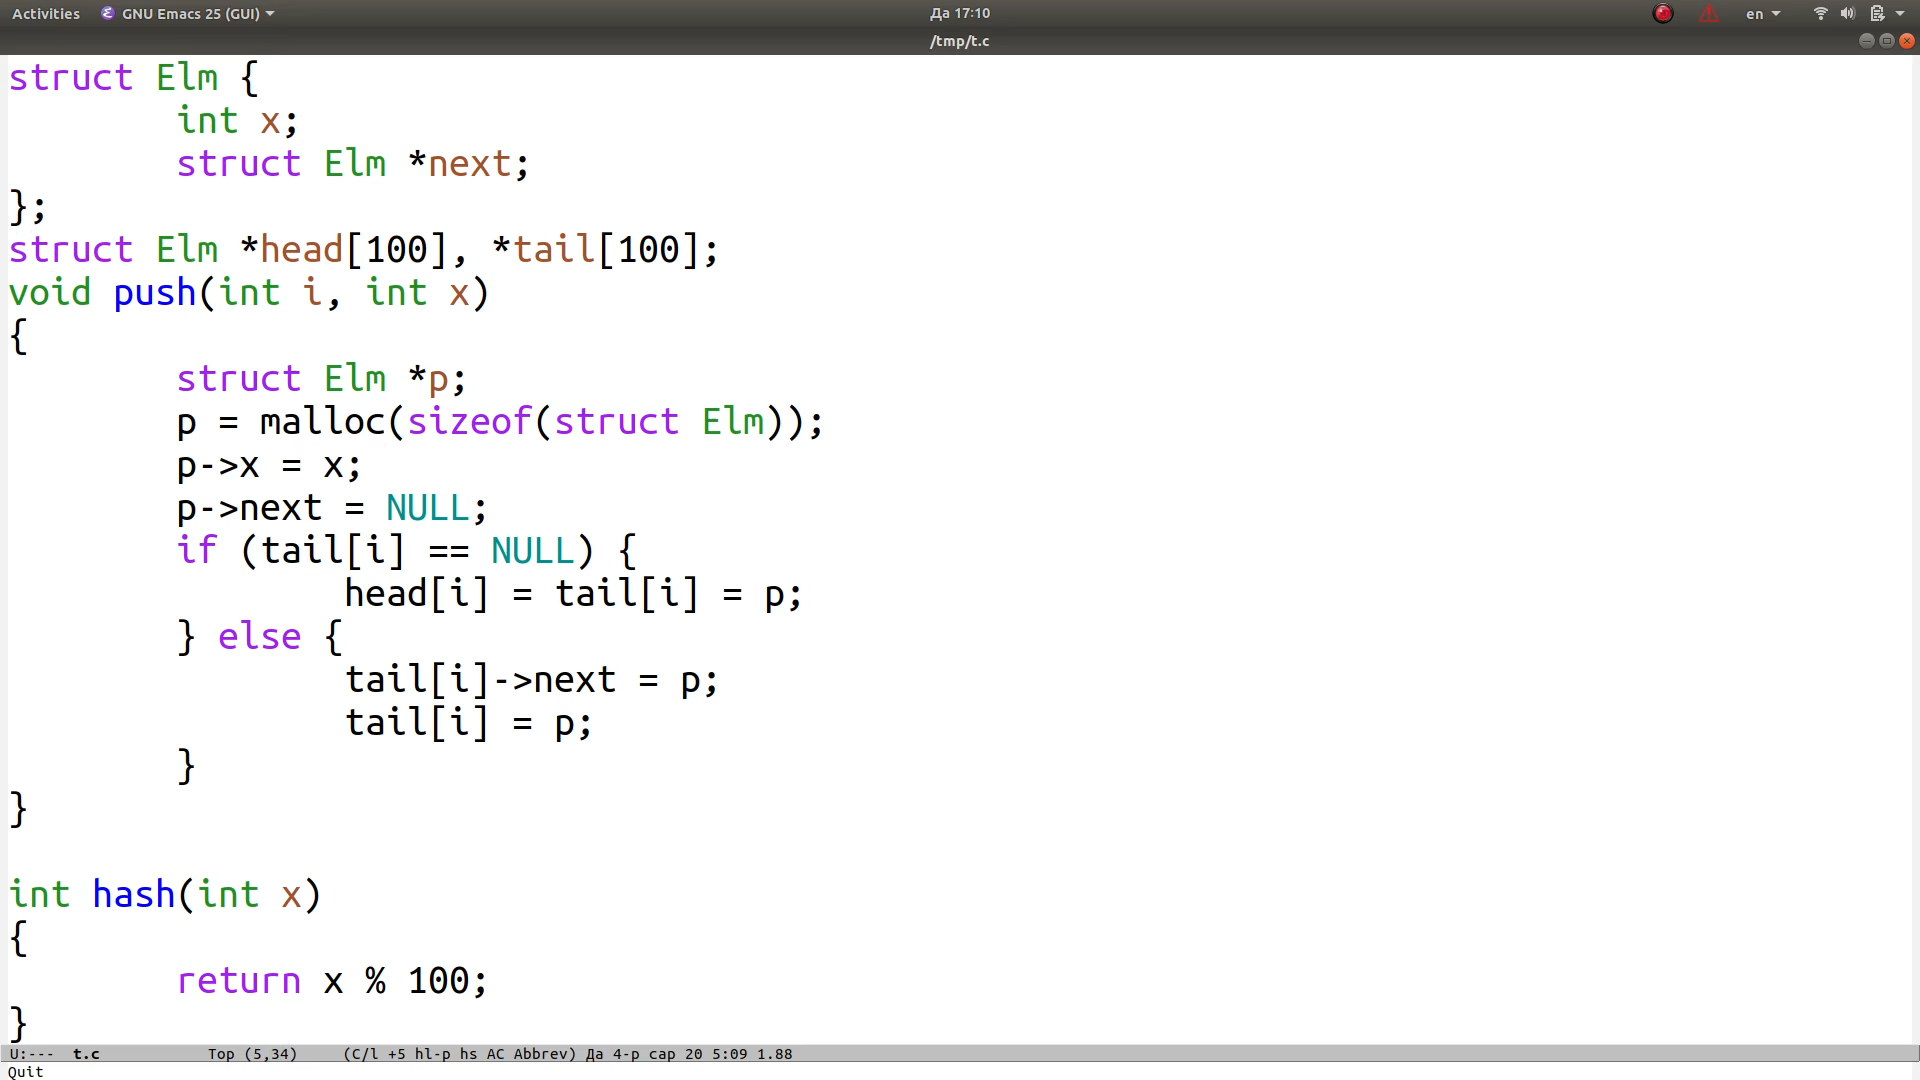 Activities GNU Emacs 25 (GUI) Да 17:10 en
/tmp/t.c
struct Elm {
        int x;
        struct Elm *next;
};
struct Elm *head[100], *tail[100];
void push(int i, int x)
{
        struct Elm *p;
        p = malloc(sizeof(struct Elm));
        p->x = x;
        p->next = NULL;
        if (tail[i] == NULL) {
                head[i] = tail[i] = p;
        } else {
                tail[i]->next = p;
                tail[i] = p;
        }
}

int hash(int x)
{
        return x % 100;
}
U:--- t.c Top (5,34) (C/l +5 hl-p hs AC Abbrev) Да 4-р сар 20 5:09 1.88
Quit